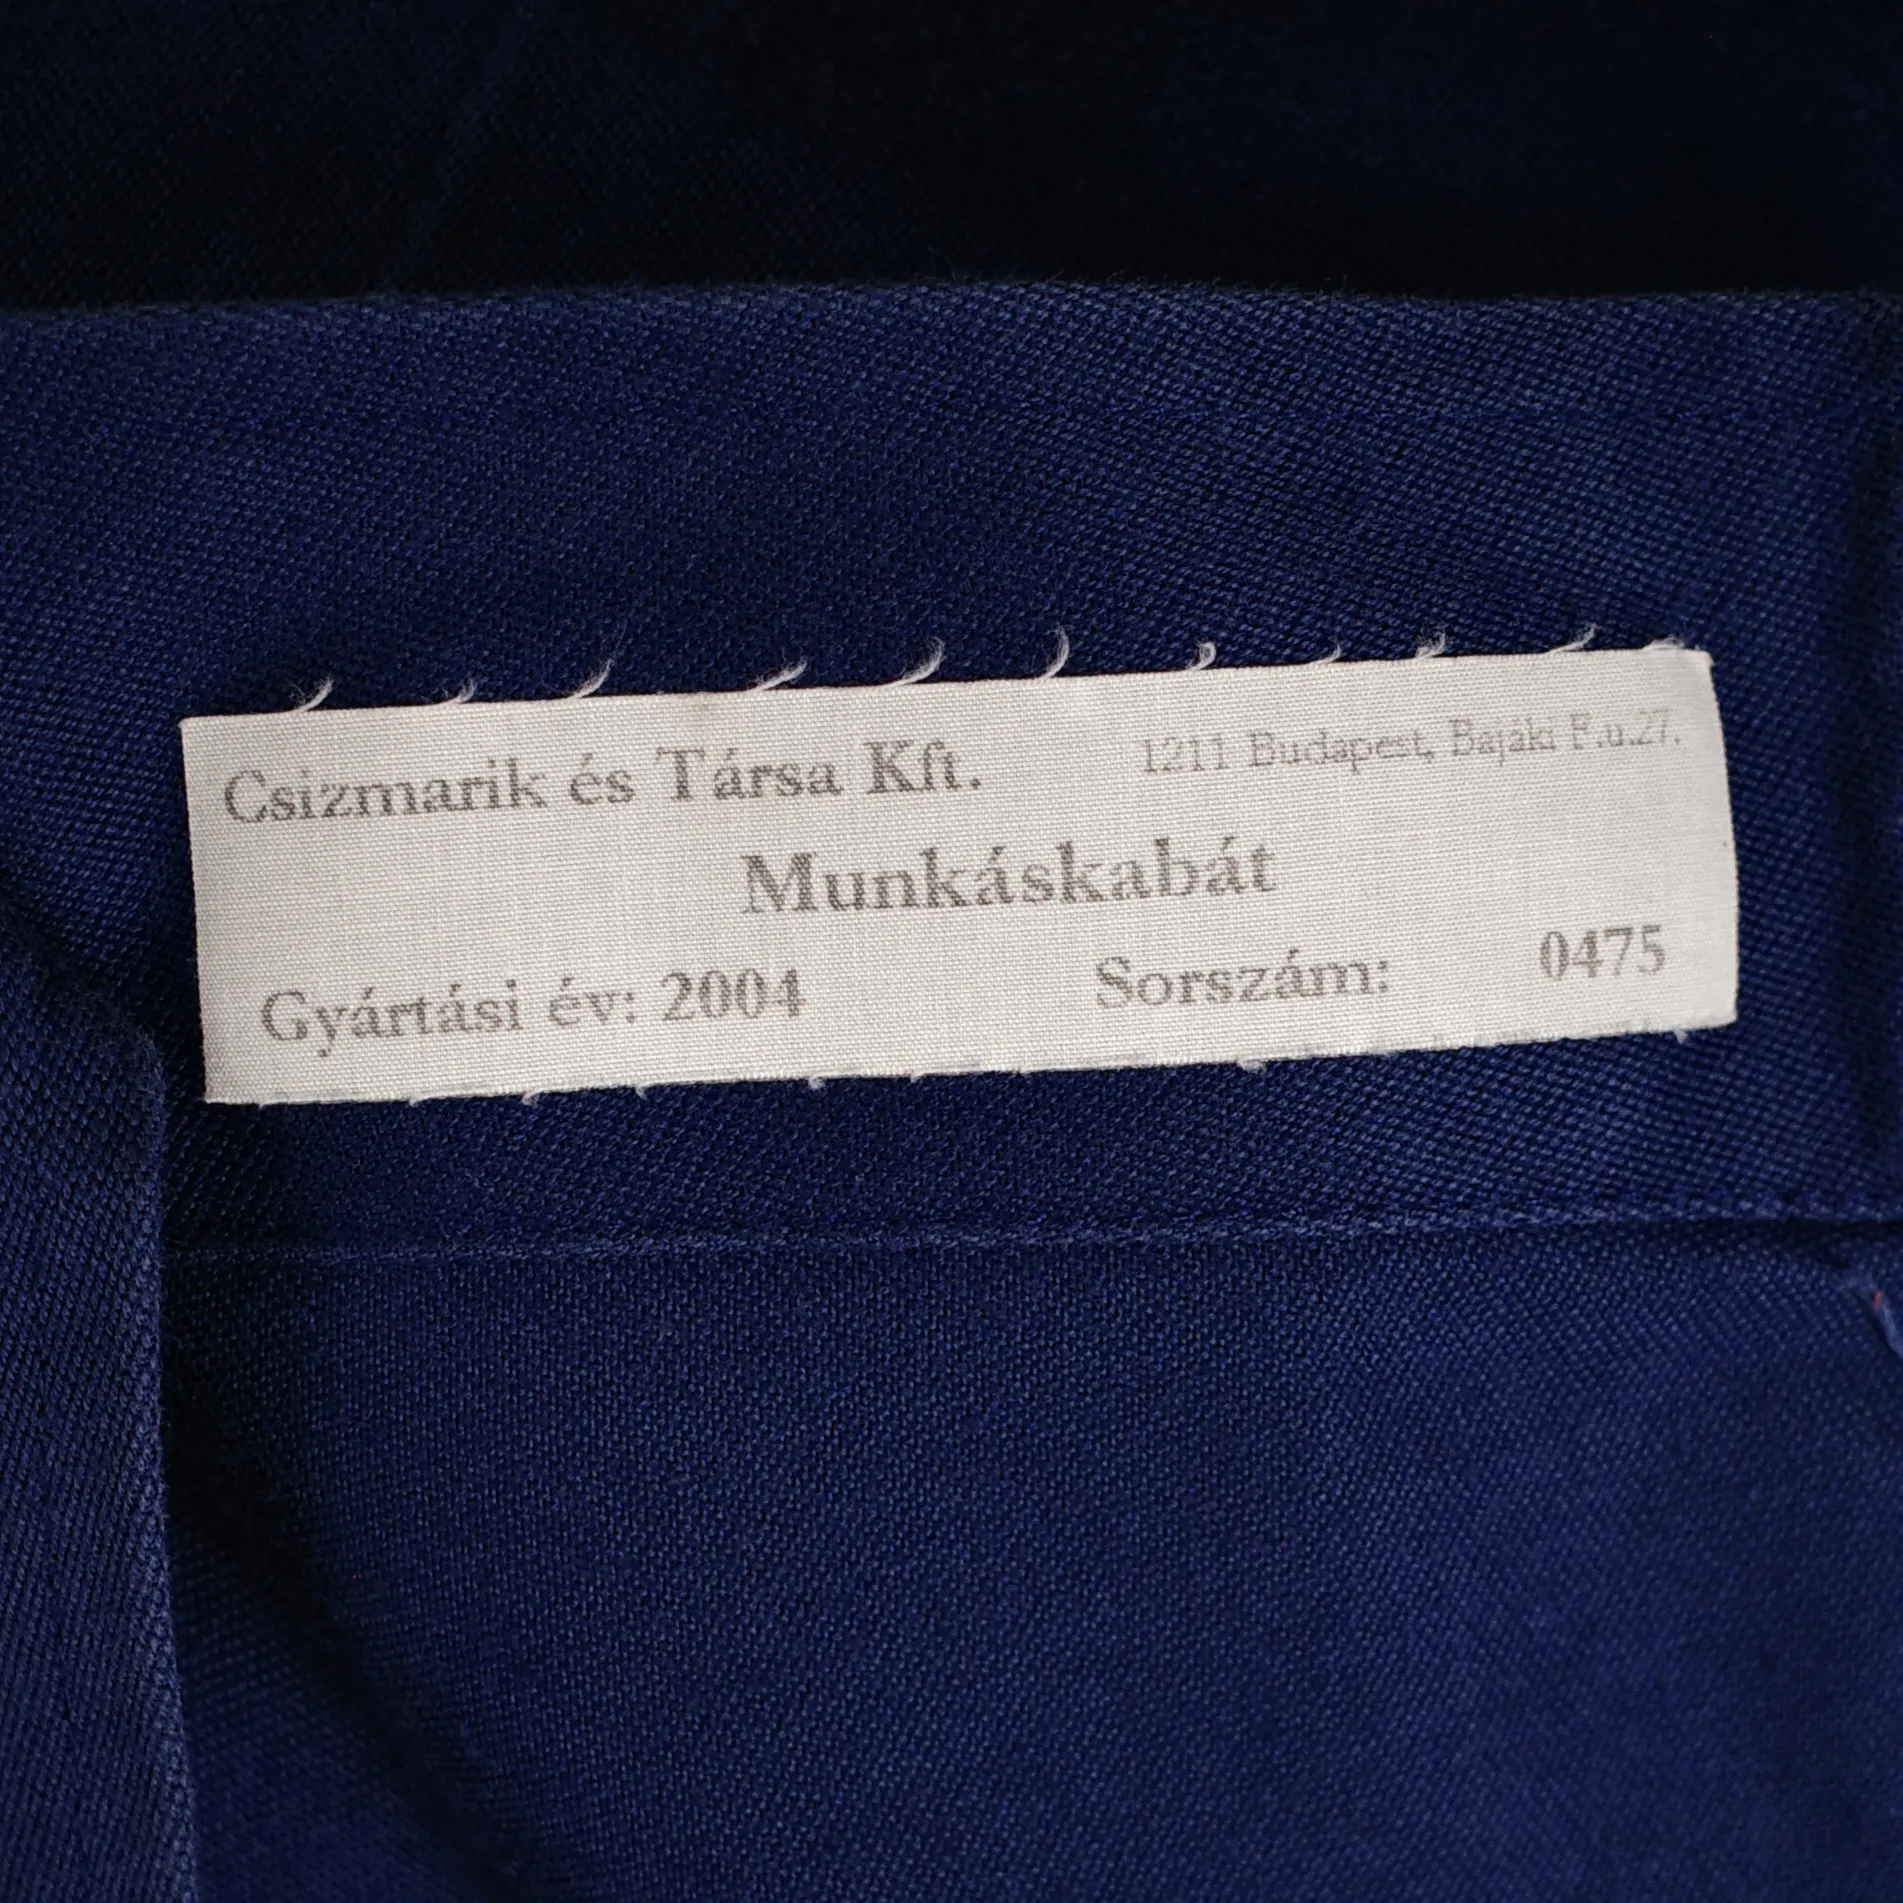 Csizmarik és Társa Kft. 1211 Budapest, Bajáki F.u.27.
Munkáskabát
Gyártási év: 2004 Sorszám: 0475